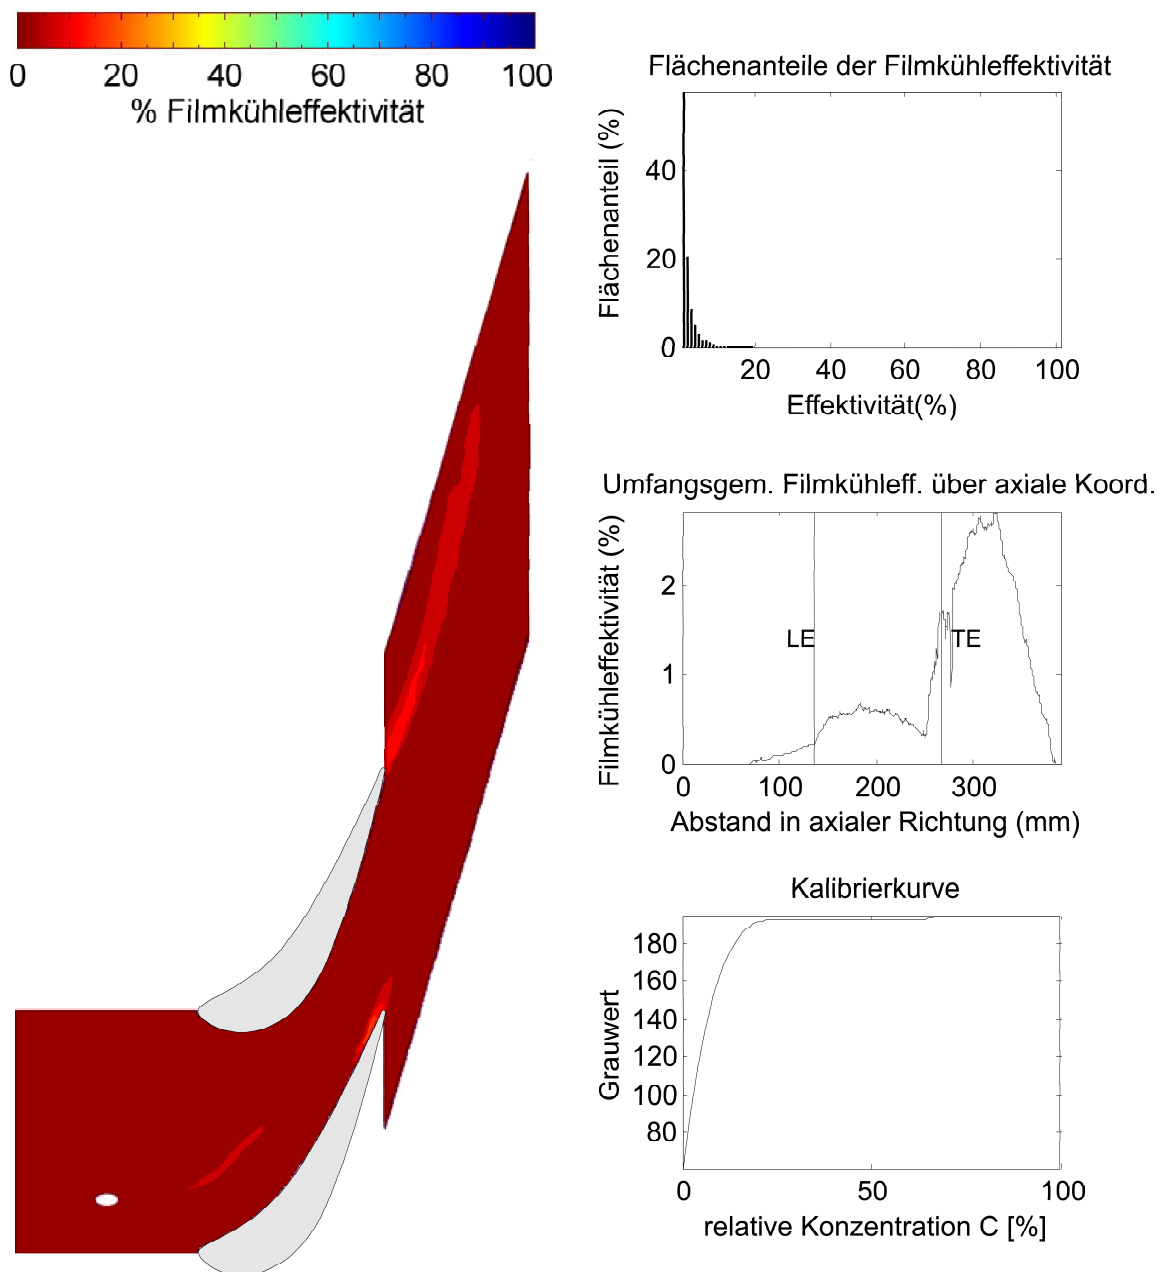 0 20 40 60 80 100
% Filmkühleffektivität
Flächenanteile der Filmkühleffektivität
Flächenanteil (%)
40
20
0
20 40 60 80 100
Effektivität(%)
Umfangsgem. Filmkühleff. über axiale Koord.
Filmkühleffektivität (%)
2
1
0
LE TE
0 100 200 300
Abstand in axialer Richtung (mm)
Kalibrierkurve
Grauwert
180
160
140
120
100
80
0 50 100
relative Konzentration C [%]